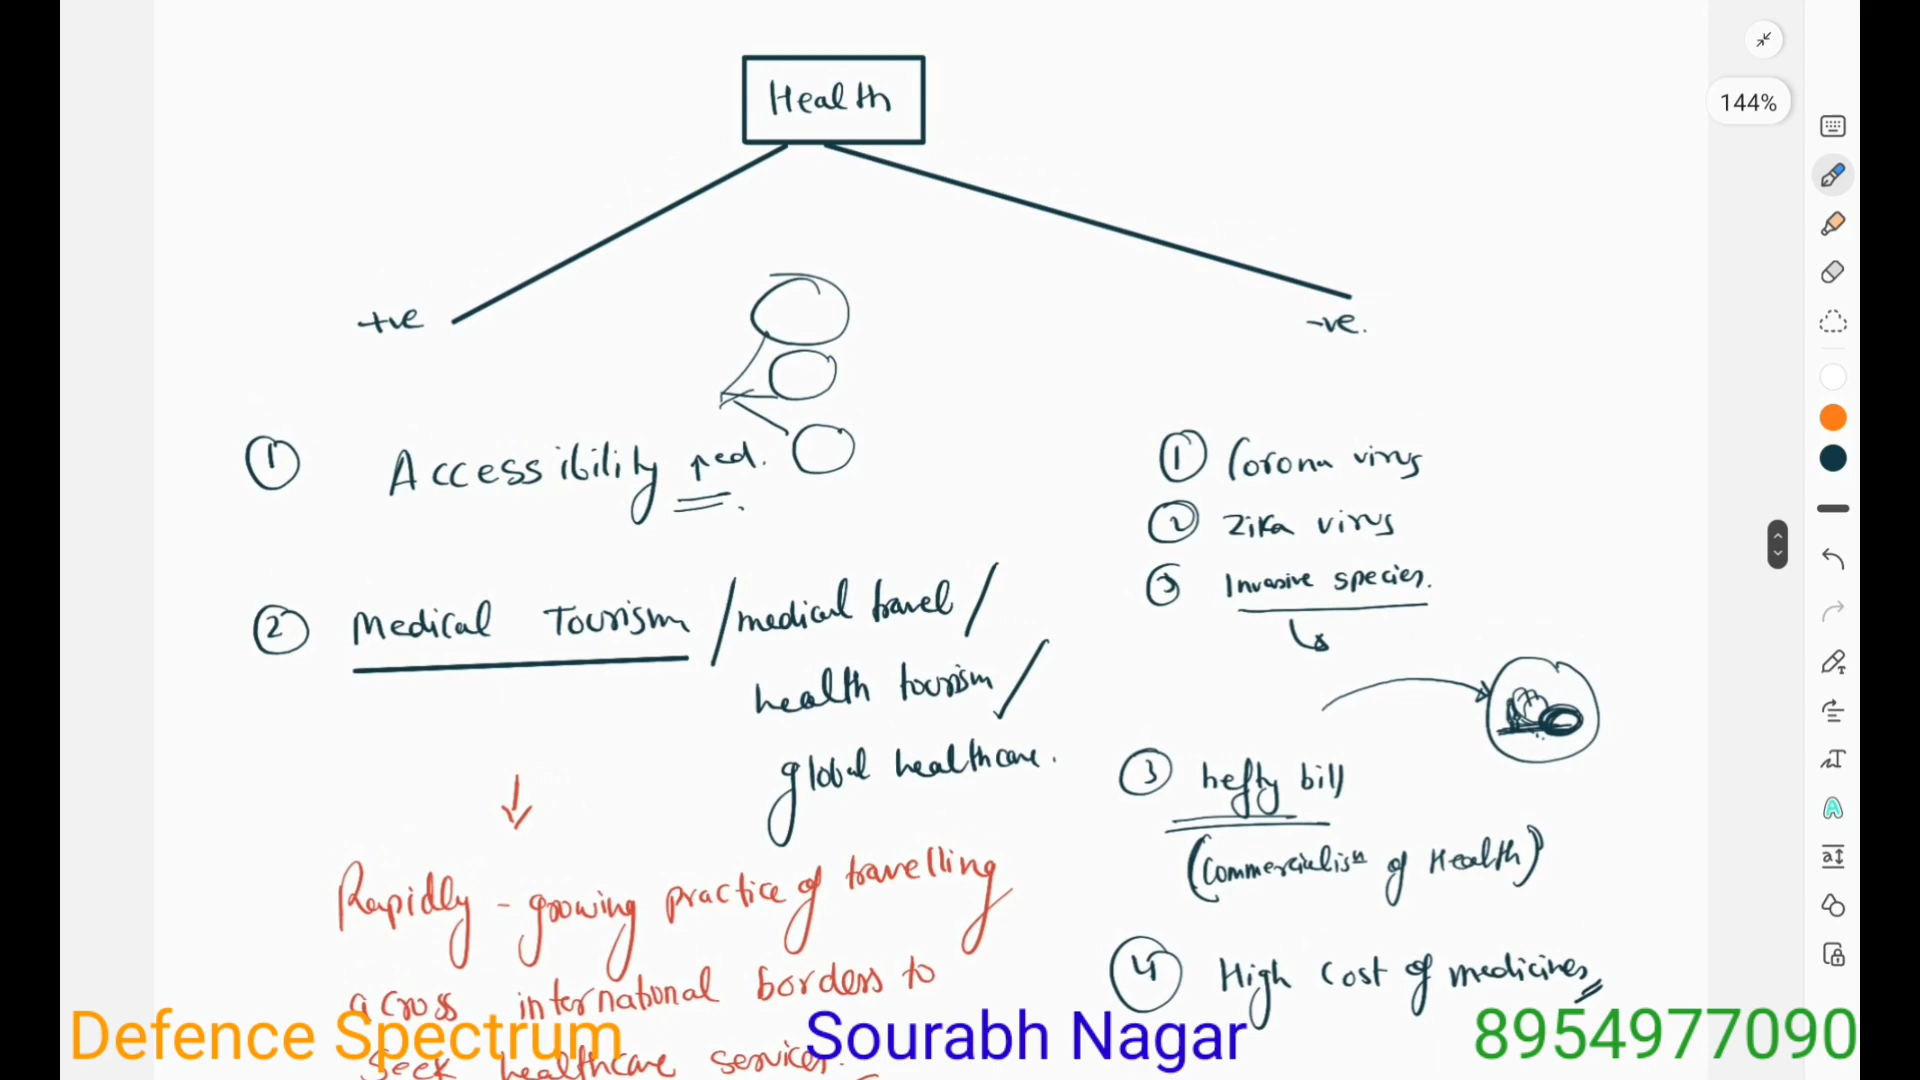 Health
144%
+ve
-ve.
① Accessibility ↑ed.
② Medical Tourism / medical travel /
health tourism /
global healthcare.
↓
Rapidly - growing practice of travelling
across international borders to
seek healthcare services.
① Corona virus
② Zika virus
③ Invasive species.
③ hefty bill
(Commercialisn of Health)
④ High cost of medicines
Defence Spectrum
Sourabh Nagar
8954977090